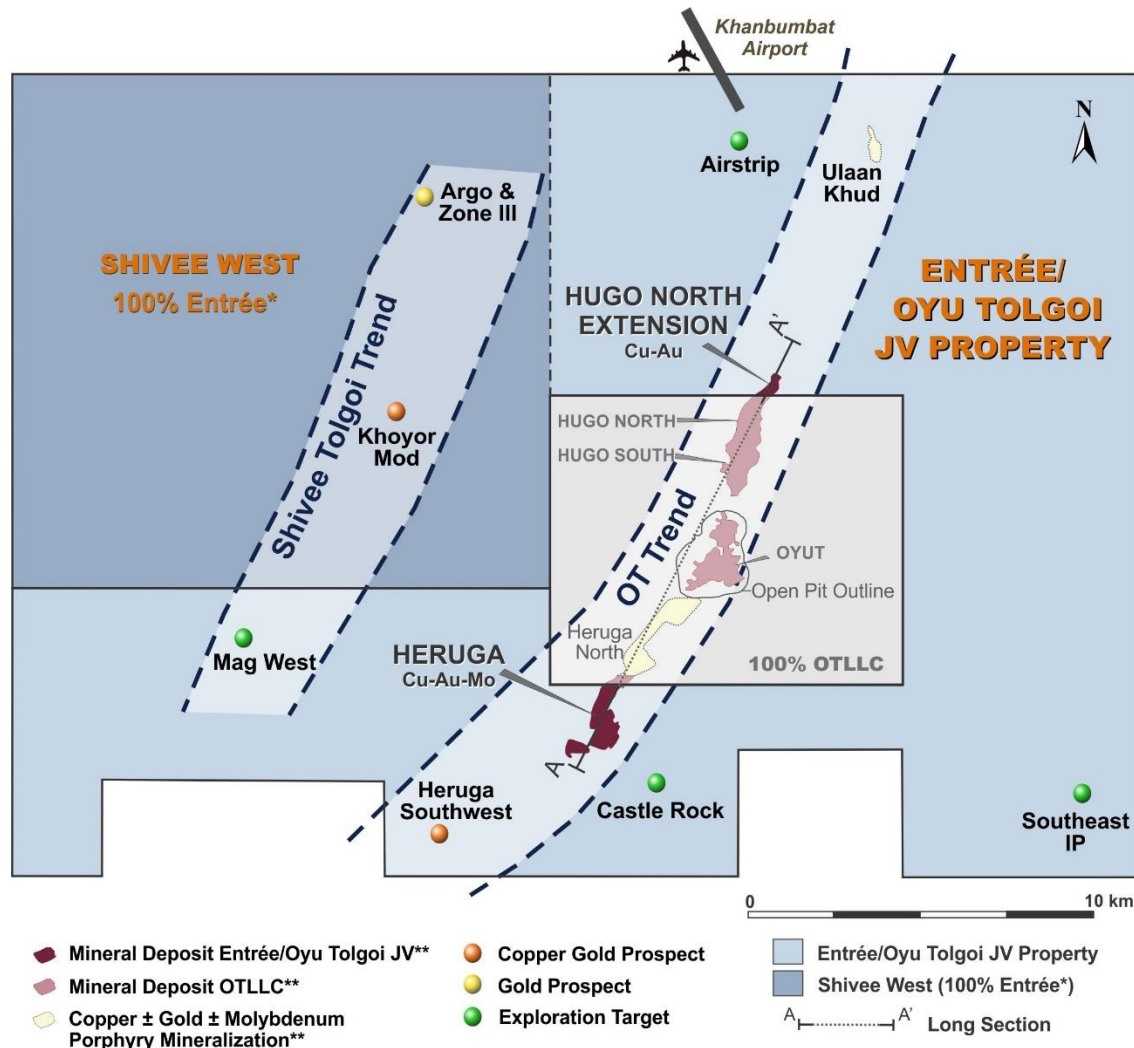 Khanbumbat
Airport
N
Airstrip
Ulaan
Khud
Argo &
Zone III
SHIVEE WEST
100% Entrée*
ENTRÉE/
OYU TOLGOI
JV PROPERTY
HUGO NORTH
EXTENSION
Cu-Au
A'
Shivee Tolgoi Trend
Khoyor
Mod
HUGO NORTH
HUGO SOUTH
OT Trend
OYUT
Open Pit Outline
Heruga
North
100% OTLLC
Mag West
HERUGA
Cu-Au-Mo
A
Heruga
Southwest
Castle Rock
Southeast
IP
0 10 km
Mineral Deposit Entrée/Oyu Tolgoi JV**
Mineral Deposit OTLLC**
Copper ± Gold ± Molybdenum
Porphyry Mineralization**
Copper Gold Prospect
Gold Prospect
Exploration Target
Entrée/Oyu Tolgoi JV Property
Shivee West (100% Entrée*)
A A' Long Section